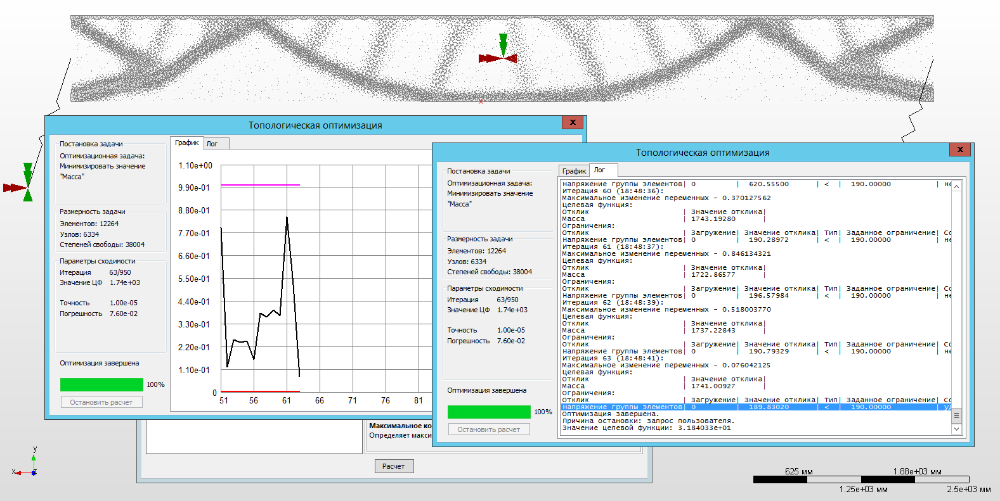 Топологическая оптимизация
x
Постановка задачи
Оптимизационная задача:
Минимизировать значение
"Масса"
Размерность задачи
Элементов: 12264
Узлов: 6334
Степеней свободы: 38004
Параметры сходимости
Итерация 63/950
Значение ЦФ 1.74e+03
Точность 1.00e-05
Погрешность 7.60e-02
Оптимизация завершена
100%
Остановить расчет
График Лог
1.10e+00
9.90e-01
8.80e-01
7.70e-01
6.60e-01
5.50e-01
4.40e-01
3.30e-01
2.20e-01
1.10e-01
0
51 56 61 66 71 76 81
Топологическая оптимизация
x
Постановка задачи
Оптимизационная задача:
Минимизировать значение
"Масса"
Размерность задачи
Элементов: 12264
Узлов: 6334
Степеней свободы: 38004
Параметры сходимости
Итерация 63/950
Значение ЦФ 1.74e+03
Точность 1.00e-05
Погрешность 7.60e-02
Оптимизация завершена
100%
Остановить расчет
График Лог
Напряжение группы элементов| 0 | 620.55500 | < | 190.00000 | не
Итерация 60 (18:48:36):
Максимальное изменение переменных - 0.370127562
Целевая функция:
Отклик | Значение отклика|
Масса | 1743.19280 |
Ограничения:
Отклик | Загружение| Значение отклика| Тип| Заданное ограничение| Со
Напряжение группы элементов| 0 | 190.28972 | < | 190.00000 | не
Итерация 61 (18:48:37):
Максимальное изменение переменных - 0.846134321
Целевая функция:
Отклик | Значение отклика|
Масса | 1722.86577 |
Ограничения:
Отклик | Загружение| Значение отклика| Тип| Заданное ограничение| Со
Напряжение группы элементов| 0 | 196.57984 | < | 190.00000 | не
Итерация 62 (18:48:39):
Максимальное изменение переменных - 0.518003770
Целевая функция:
Отклик | Значение отклика|
Масса | 1737.22843 |
Ограничения:
Отклик | Загружение| Значение отклика| Тип| Заданное ограничение| Со
Напряжение группы элементов| 0 | 190.79329 | < | 190.00000 | не
Итерация 63 (18:48:41):
Максимальное изменение переменных - 0.076042125
Целевая функция:
Отклик | Значение отклика|
Масса | 1741.00927 |
Ограничения:
Отклик | Загружение| Значение отклика| Тип| Заданное ограничение| Со
Напряжение группы элементов| 0 | 189.83020 | < | 190.00000 | уд
Оптимизация завершена.
Причина остановки: запрос пользователя.
Значение целевой функции: 3.184033e+01
Максимальное ко
Определяет макси
Расчет
y
x
z
625 мм 1.88e+03 мм
1.25e+03 мм 2.5e+03 мм